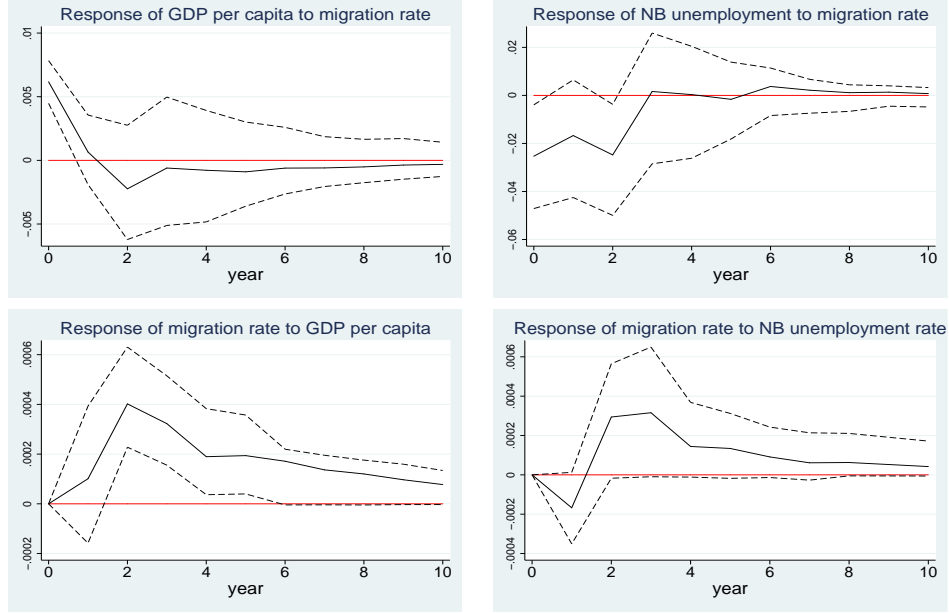 Response of GDP per capita to migration rate
.01
.005
0
-.005
0 2 4 6 8 10
year
Response of NB unemployment to migration rate
.02
0
-.02
-.04
-.06
0 2 4 6 8 10
year
Response of migration rate to GDP per capita
.0006
.0004
.0002
0
-.0002
0 2 4 6 8 10
year
Response of migration rate to NB unemployment rate
.0006
.0004
.0002
0
-.0002
-.0004
0 2 4 6 8 10
year